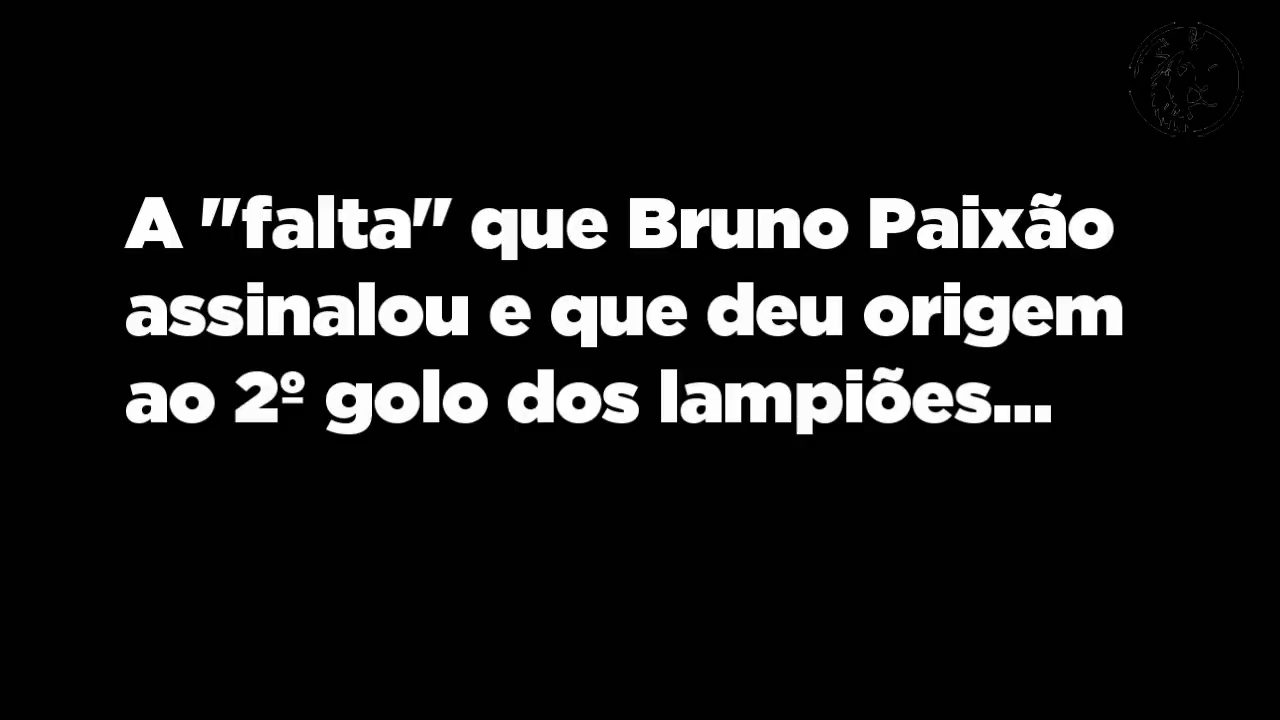 A "falta" que Bruno Paixão
assinalou e que deu origem
ao 2º golo dos lampiões...